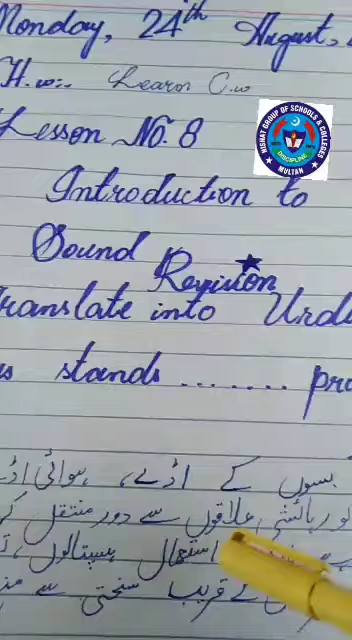 Monday, 24th August,
H.w:. Learn C.w
NISHAT GROUP OF SCHOOLS & COLLEGES
DISCIPLINE
MULTAN
Lesson No. 8
Introduction to
Sound
Revision
Translate into Urdu
stands ....... pro
بسوں کے اڈے، ہوائی اڈے
رہائشی علاقوں سے دور منتقل
استعمال ہسپتالوں،
کے قریب سختی سے